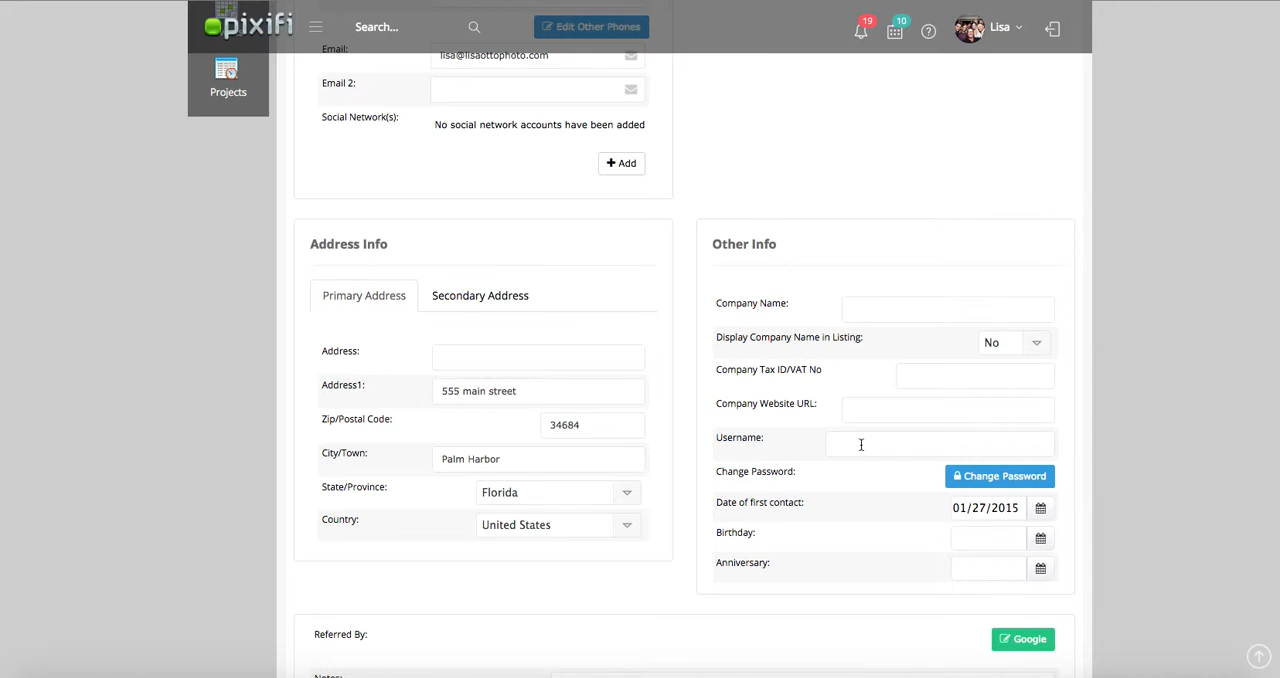 pixifi
Search...
Edit Other Phones
19
10
Lisa
Projects
Email:
lisa@lisaottophoto.com
Email 2:
Social Network(s):
No social network accounts have been added
+ Add
Address Info
Primary Address
Secondary Address
Address:
Address1:
555 main street
Zip/Postal Code:
34684
City/Town:
Palm Harbor
State/Province:
Florida
Country:
United States
Other Info
Company Name:
Display Company Name in Listing:
No
Company Tax ID/VAT No
Company Website URL:
Username:
Change Password:
Change Password
Date of first contact:
01/27/2015
Birthday:
Anniversary:
Referred By:
Google
Notes: